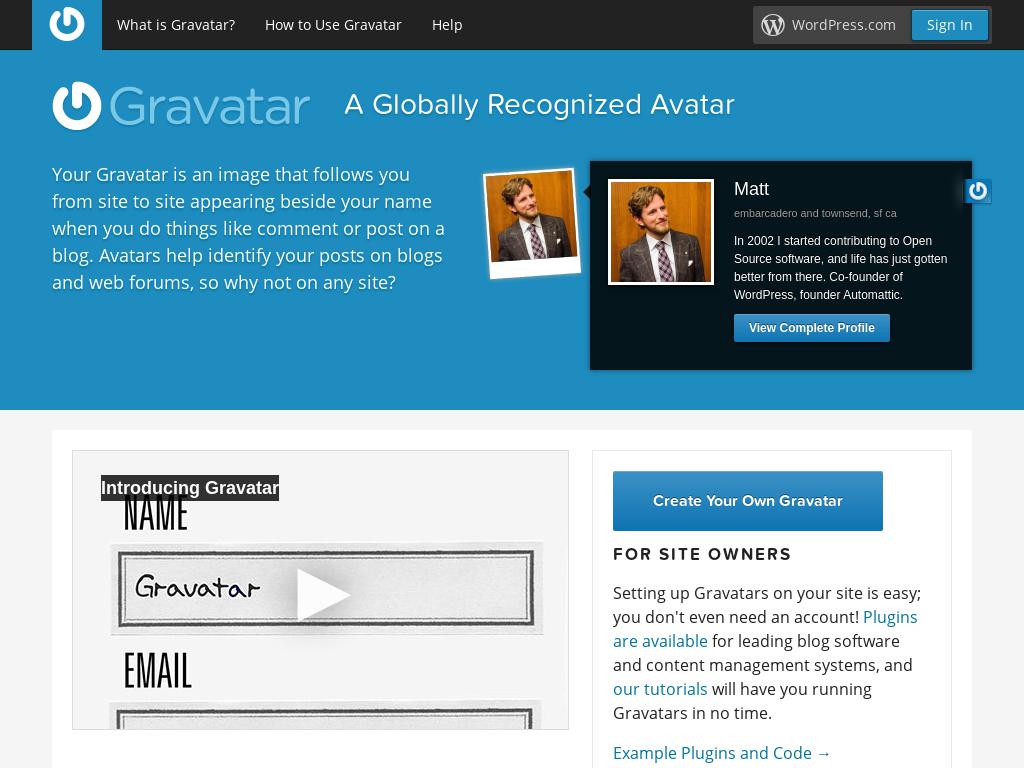 What is Gravatar?
How to Use Gravatar
Help
WordPress.com
Sign In
Gravatar
A Globally Recognized Avatar
Your Gravatar is an image that follows you
from site to site appearing beside your name
when you do things like comment or post on a
blog. Avatars help identify your posts on blogs
and web forums, so why not on any site?
Matt
embarcadero and townsend, sf ca
In 2002 I started contributing to Open
Source software, and life has just gotten
better from there. Co-founder of
WordPress, founder Automattic.
View Complete Profile
Introducing Gravatar
NAME
Gravatar
EMAIL
Create Your Own Gravatar
FOR SITE OWNERS
Setting up Gravatars on your site is easy;
you don't even need an account! Plugins
are available for leading blog software
and content management systems, and
our tutorials will have you running
Gravatars in no time.
Example Plugins and Code →